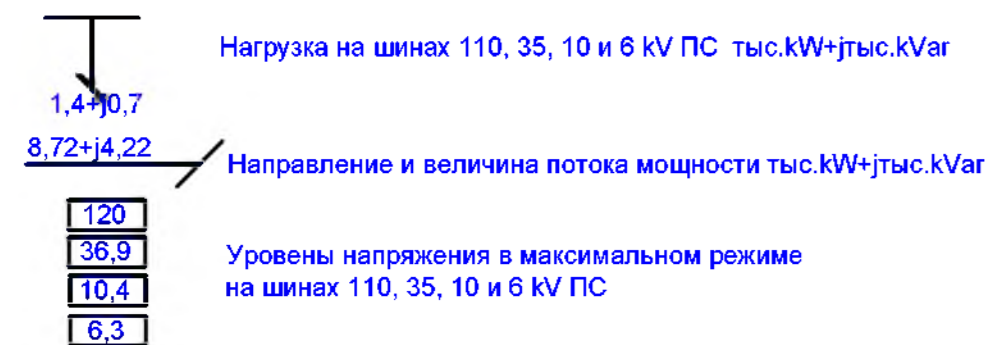 Нагрузка на шинах 110, 35, 10 и 6 kV ПС тыс.kW+jтыс.kVar
1,4+j0,7
8,72+j4,22
Направление и величина потока мощности тыс.kW+jтыс.kVar
120
36,9
10,4
6,3
Уровены напряжения в максимальном режиме
на шинах 110, 35, 10 и 6 kV ПС